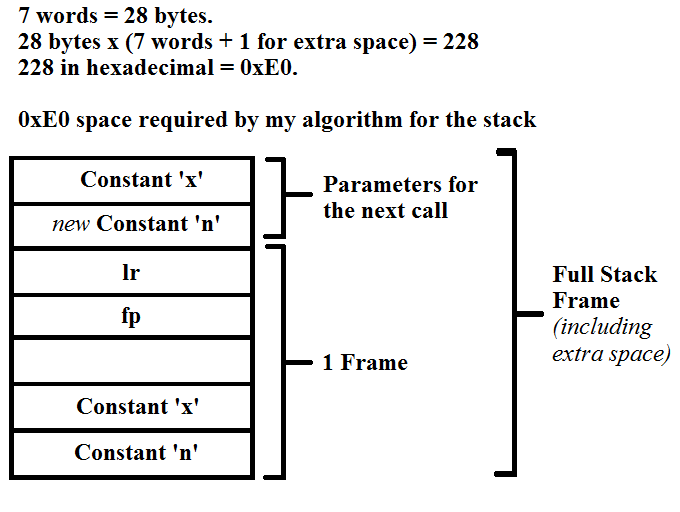 7 words = 28 bytes.
28 bytes x (7 words + 1 for extra space) = 228
228 in hexadecimal = 0xE0.
0xE0 space required by my algorithm for the stack
Constant 'x'
new Constant 'n'
lr
fp
Constant 'x'
Constant 'n'
Parameters for
the next call
1 Frame
Full Stack
Frame
(including
extra space)